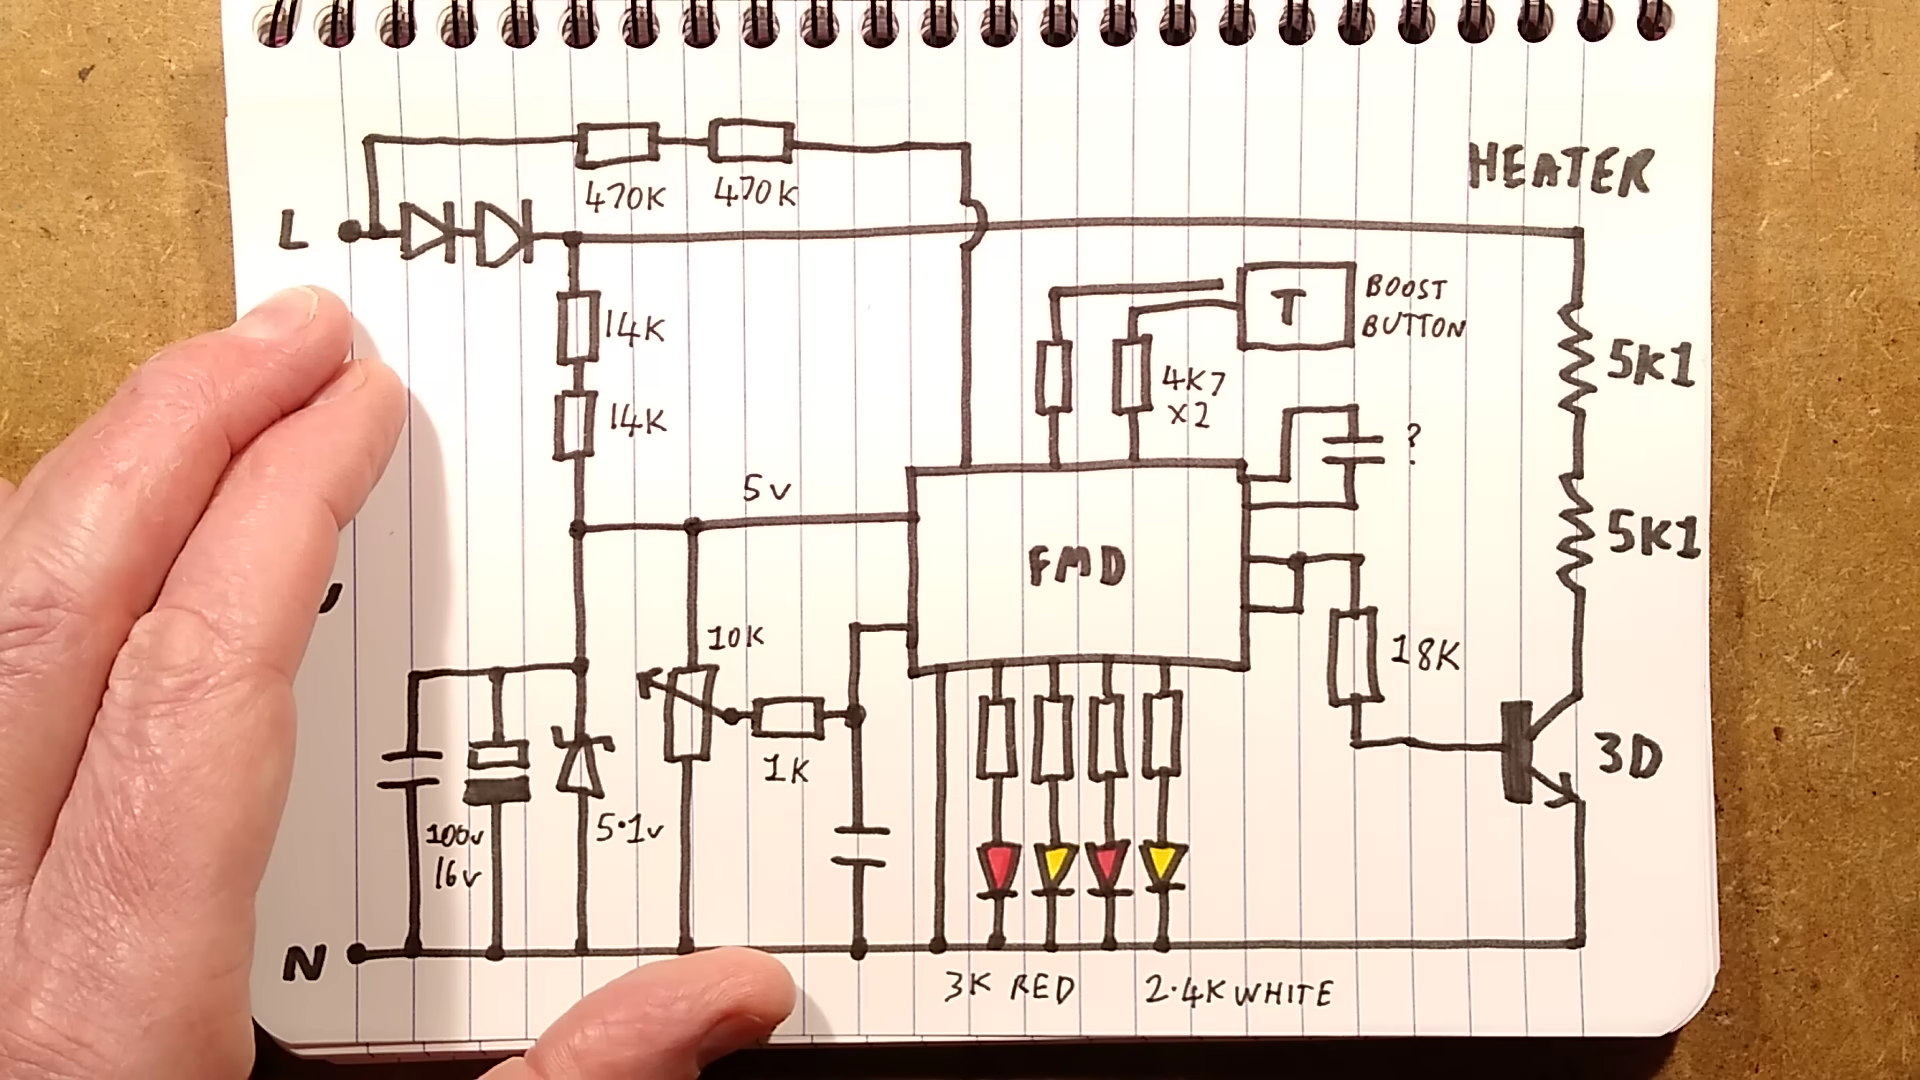 HEATER
470K
470K
L
BOOST
BUTTON
T
14K
4K7
X2
5K1
14K
?
5v
5K1
FMD
10K
18K
1K
3D
100v
16v
5.1v
N
3K RED
2.4K WHITE